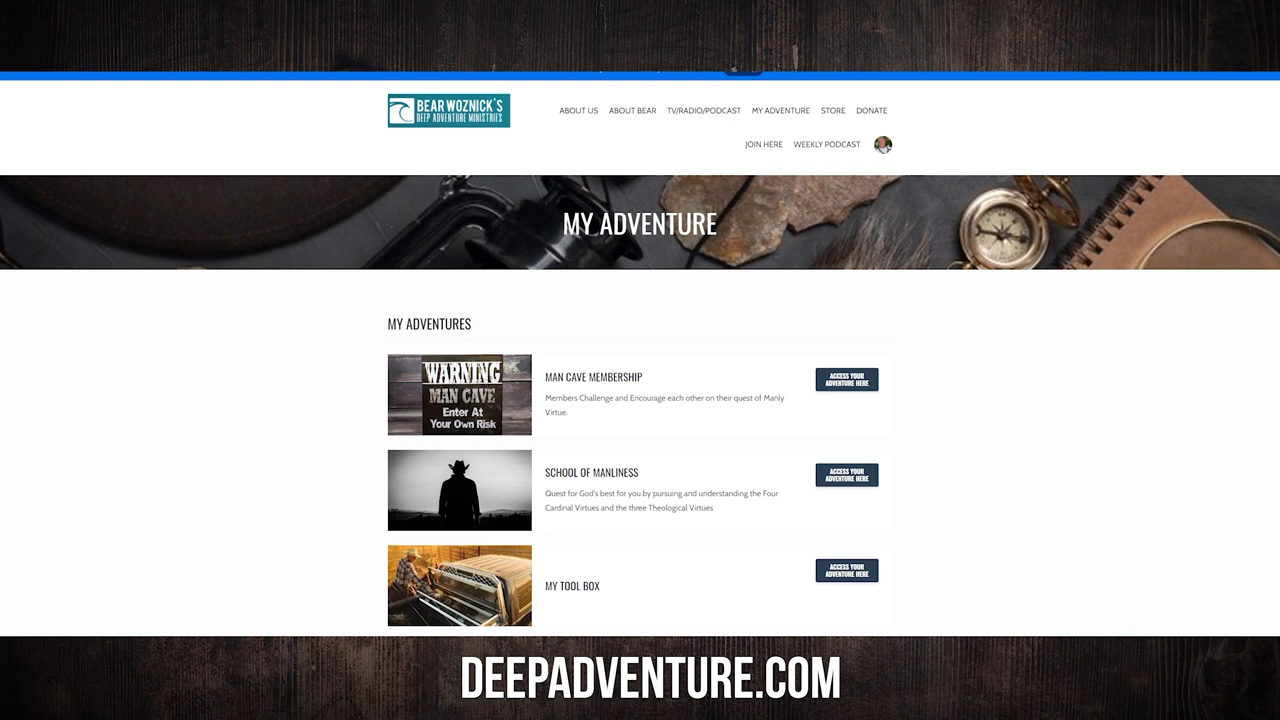 BEAR WOZNICK'S
DEEP ADVENTURE MINISTRIES
ABOUT US ABOUT BEAR TV/RADIO/PODCAST MY ADVENTURE STORE DONATE
JOIN HERE WEEKLY PODCAST
MY ADVENTURE
MY ADVENTURES
WARNING
MAN CAVE
Enter At
Your Own Risk
MAN CAVE MEMBERSHIP
Members Challenge and Encourage each other on their quest of Manly
Virtue.
ACCESS YOUR
ADVENTURE HERE
SCHOOL OF MANLINESS
Quest for God's best for you by pursuing and understanding the Four
Cardinal Virtues and the three Theological Virtues
ACCESS YOUR
ADVENTURE HERE
MY TOOL BOX
ACCESS YOUR
ADVENTURE HERE
DEEPADVENTURE.COM